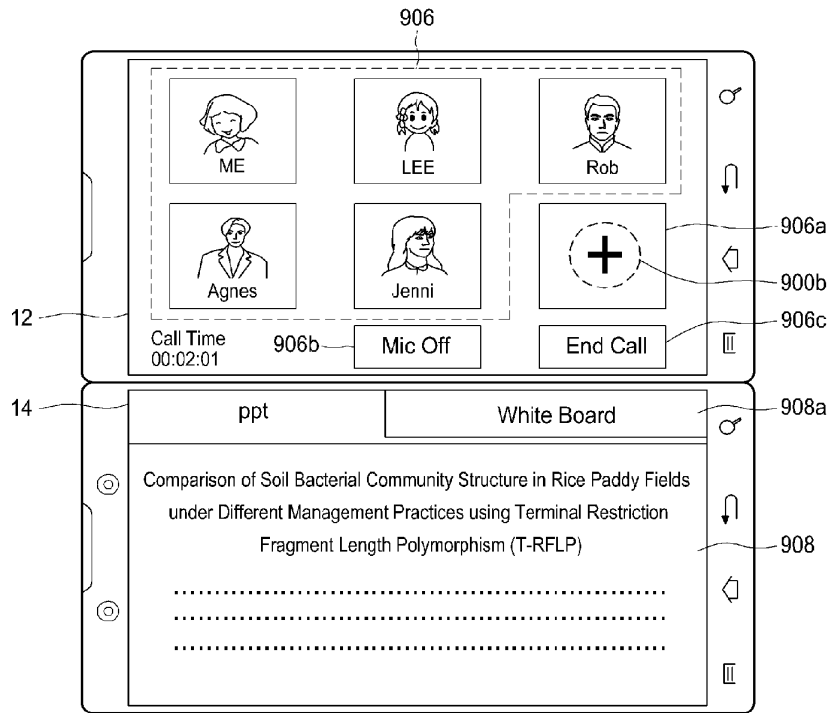 906
ME
LEE
Rob
906a
Agnes
Jenni
900b
12
Call Time
00:02:01
906b
Mic Off
End Call
906c
14
ppt
White Board
908a
Comparison of Soil Bacterial Community Structure in Rice Paddy Fields
under Different Management Practices using Terminal Restriction
Fragment Length Polymorphism (T-RFLP)
908